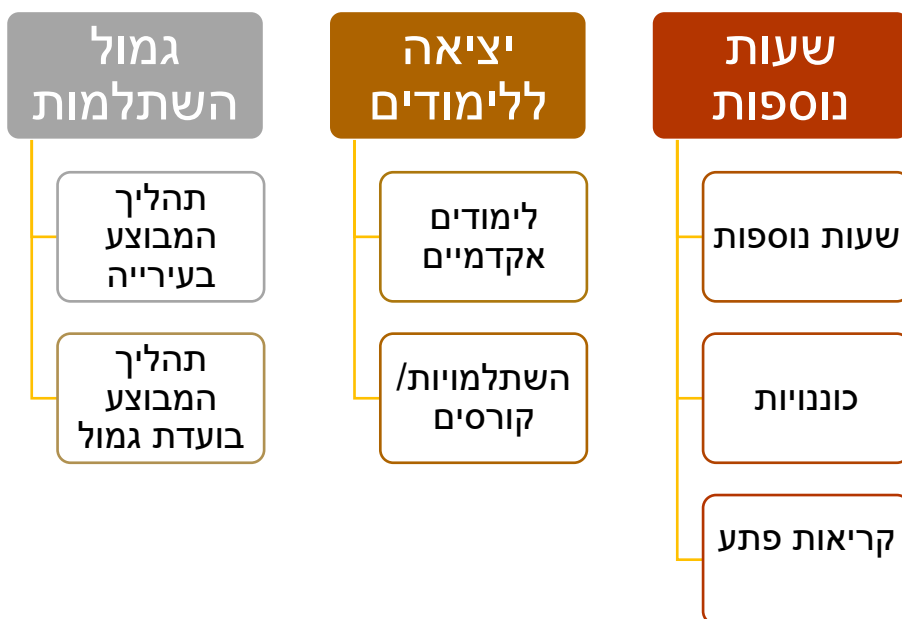 שעות
נוספות
שעות נוספות
כוננויות
קריאות פתע
יציאה
ללימודים
לימודים
אקדמיים
השתלמויות/
קורסים
גמול
השתלמות
תהליך
המבוצע
בעירייה
תהליך
המבוצע
בועדת גמול